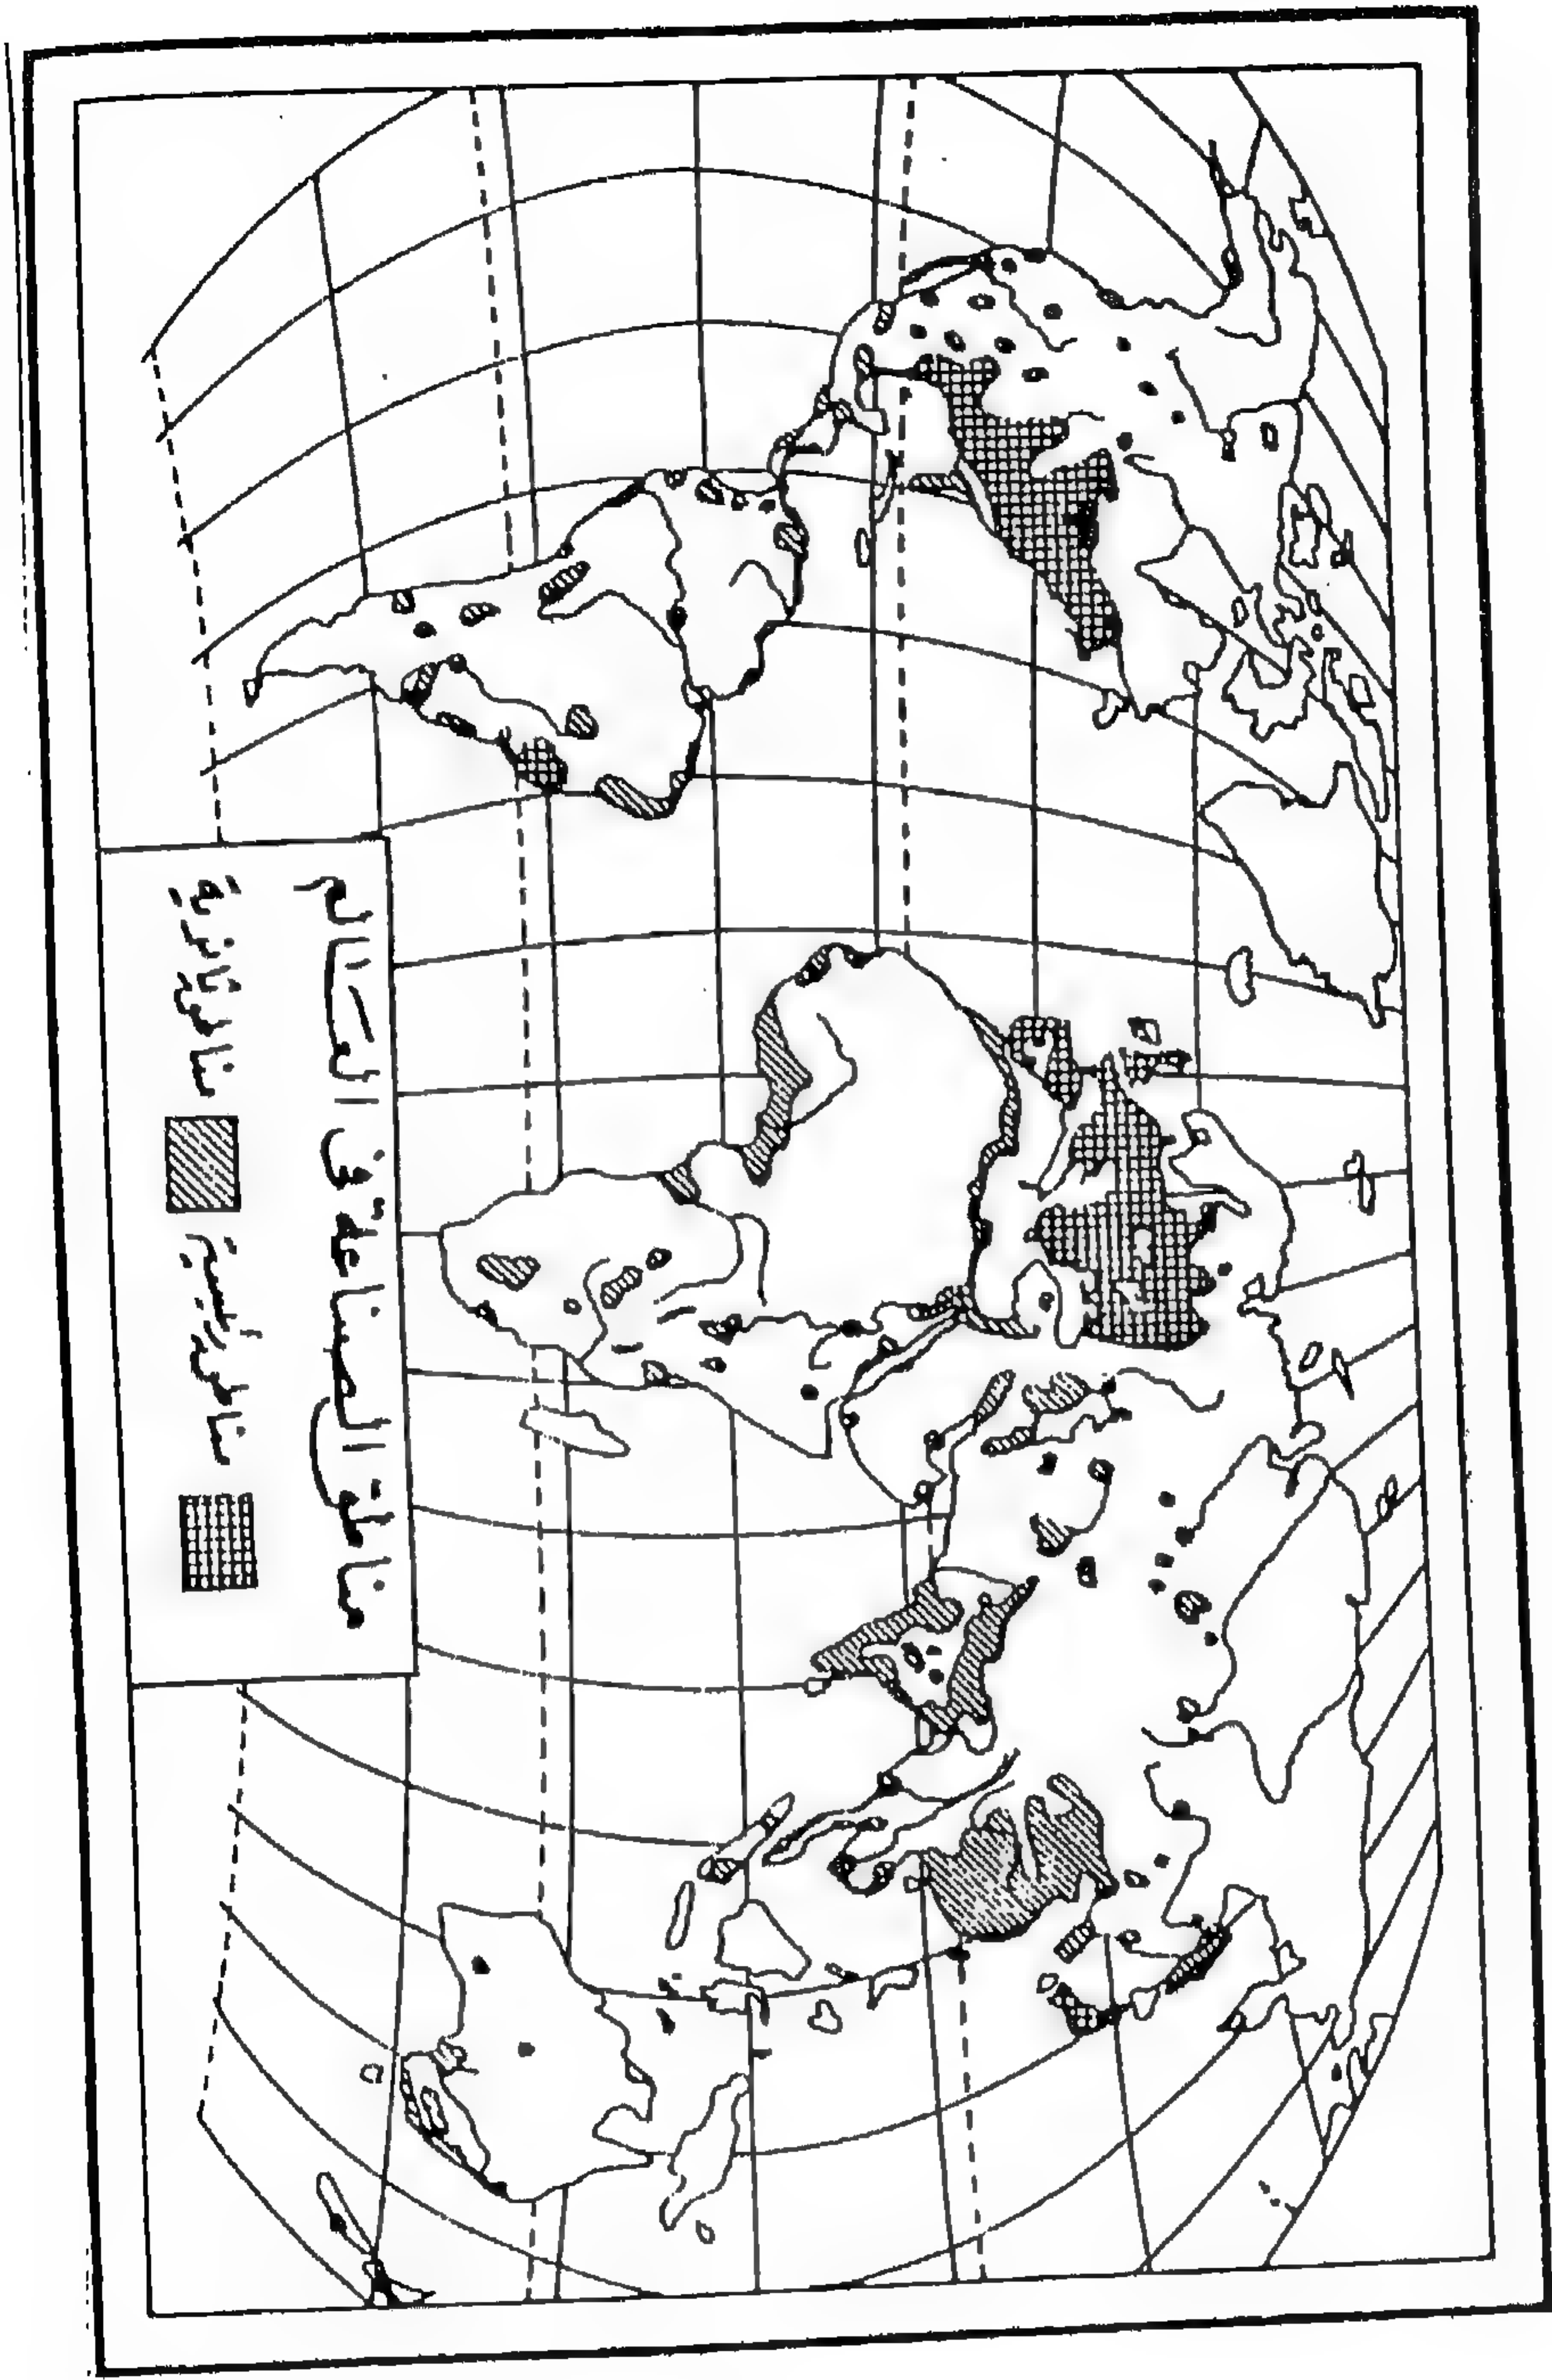 مناطق الصناعة في العالم
مناطق رئيسية
مناطق ثانوية